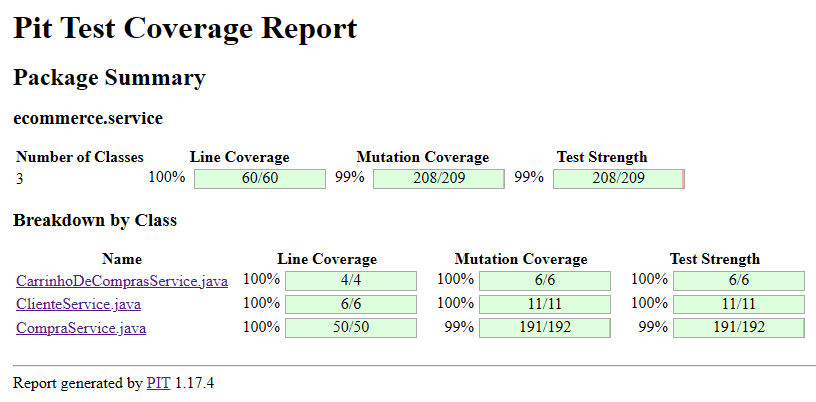 Pit Test Coverage Report
Package Summary
ecommerce.service
Number of Classes Line Coverage Mutation Coverage Test Strength
3 100% 60/60 99% 208/209 99% 208/209
Breakdown by Class
Name Line Coverage Mutation Coverage Test Strength
CarrinhoDeComprasService.java 100% 4/4 100% 6/6 100% 6/6
ClienteService.java 100% 6/6 100% 11/11 100% 11/11
CompraService.java 100% 50/50 99% 191/192 99% 191/192
Report generated by PIT 1.17.4